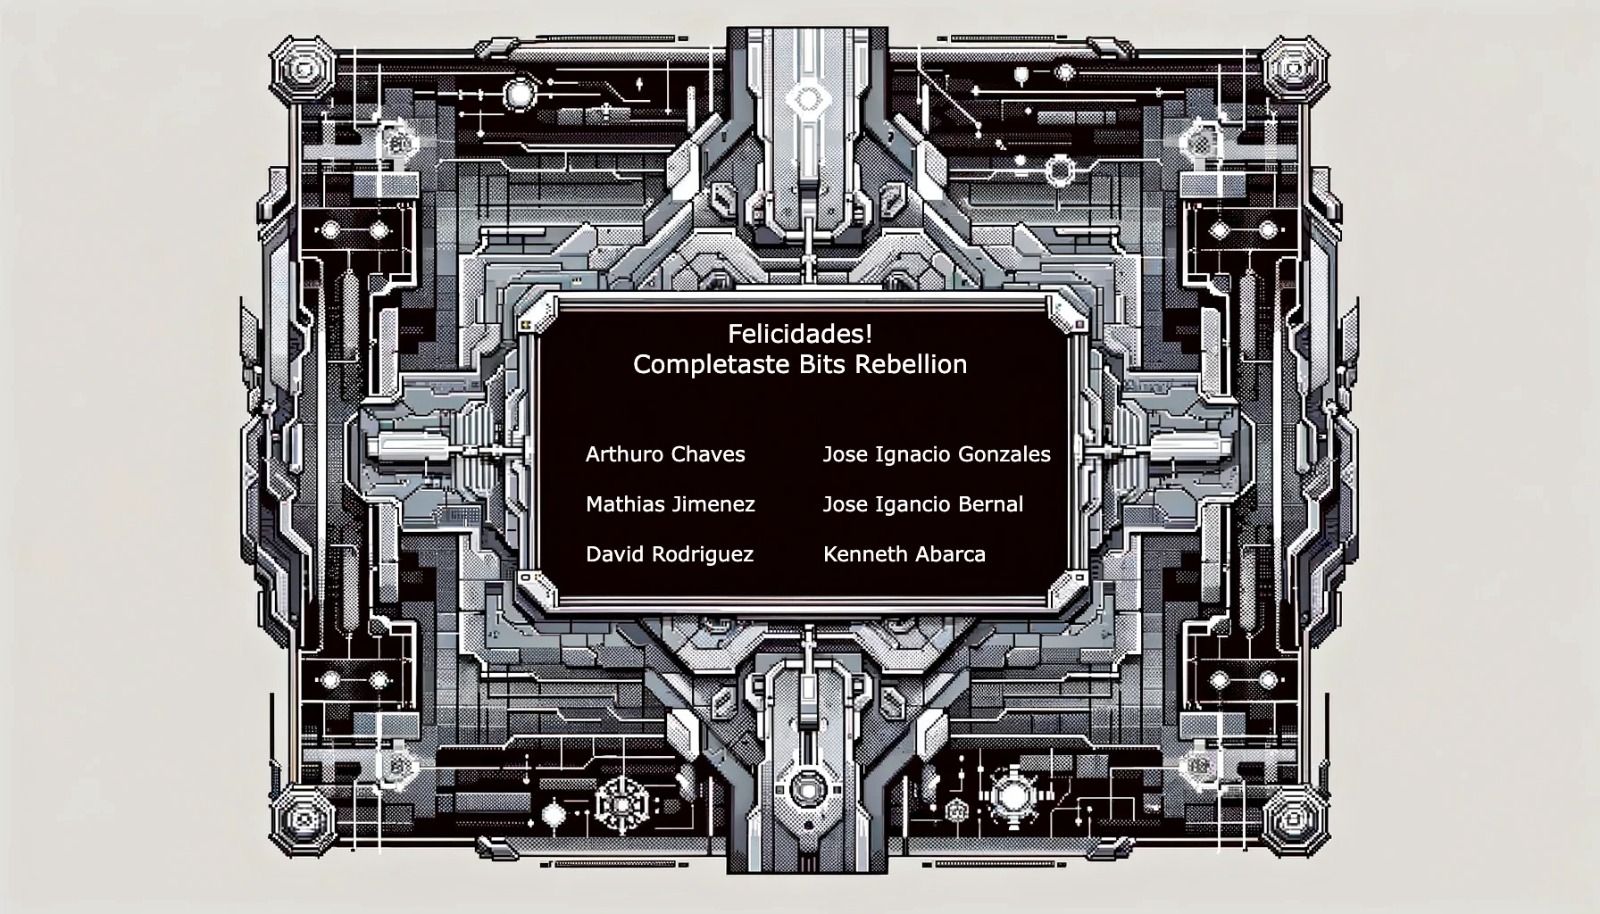 Felicidades!
Completaste Bits Rebellion
Arthuro Chaves
Jose Ignacio Gonzales
Mathias Jimenez
Jose Igancio Bernal
David Rodriguez
Kenneth Abarca